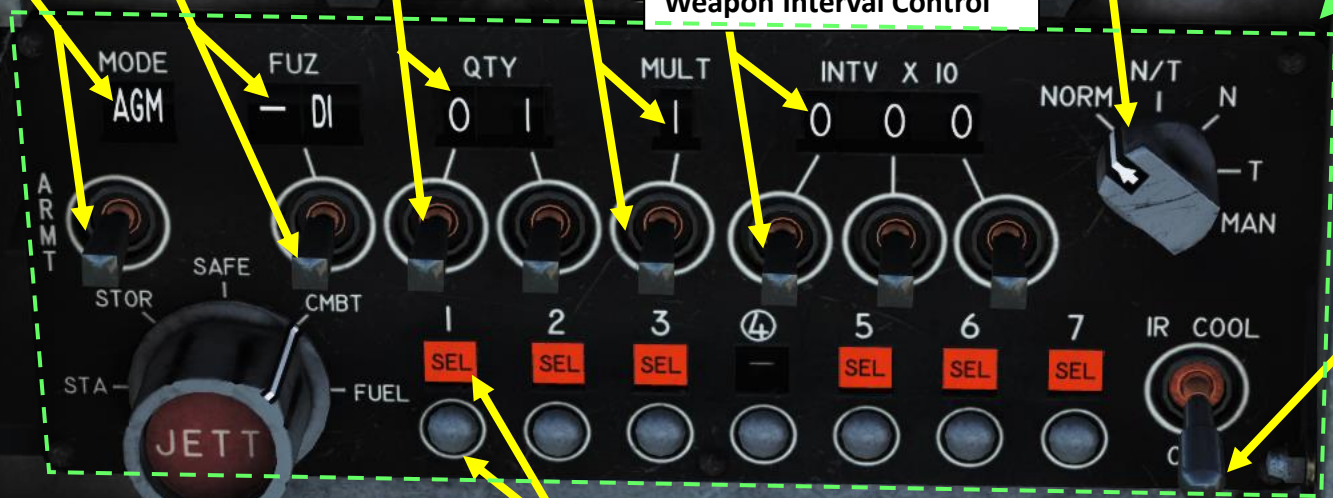 Weapon Interval Control
MODE FUZ QTY MULT INTV X 10
AGM – DI 0 1 1 0 0 0
NORM N/T N T MAN
ARMT
STOR SAFE CMBT
STA FUEL
JETT
1 2 3 4 5 6 7
SEL SEL SEL – SEL SEL SEL
IR COOL